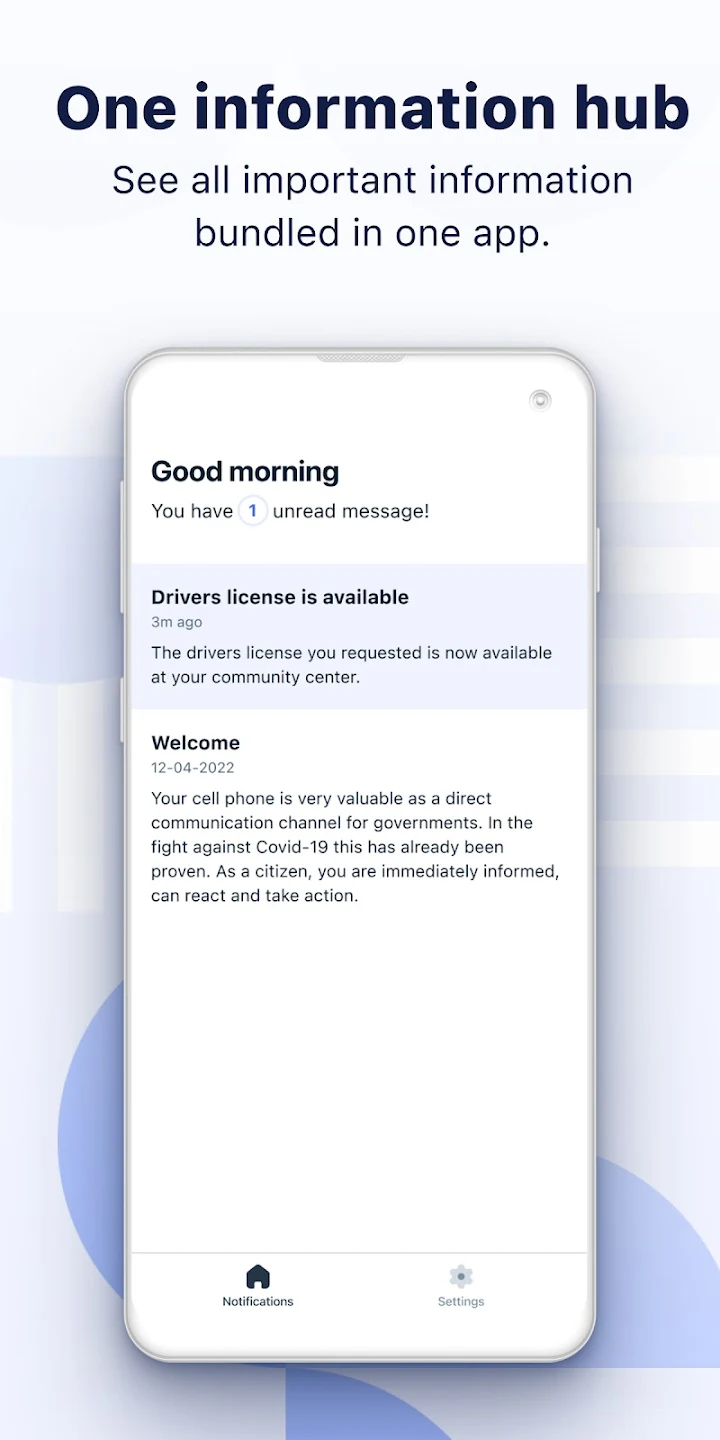 One information hub
See all important information
bundled in one app.
Good morning
You have 1 unread message!
Drivers license is available
3m ago
The drivers license you requested is now available
at your community center.
Welcome
12-04-2022
Your cell phone is very valuable as a direct
communication channel for governments. In the
fight against Covid-19 this has already been
proven. As a citizen, you are immediately informed,
can react and take action.
Notifications
Settings